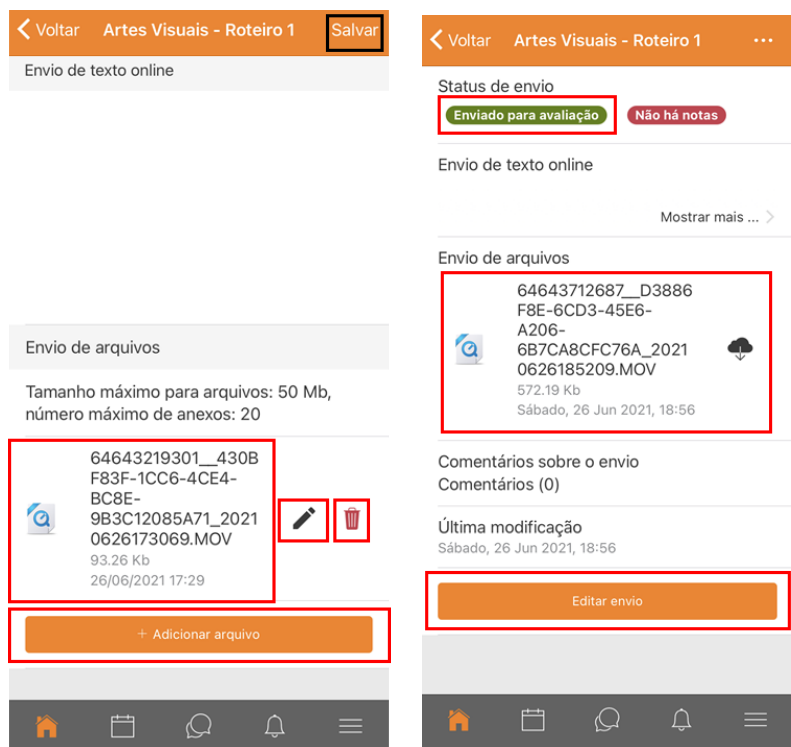 Voltar Artes Visuais - Roteiro 1 Salvar
Envio de texto online
Envio de arquivos
Tamanho máximo para arquivos: 50 Mb,
número máximo de anexos: 20
64643219301__430B
F83F-1CC6-4CE4-
BC8E-
9B3C12085A71_2021
0626173069.MOV
93.26 Kb
26/06/2021 17:29
+ Adicionar arquivo
Voltar Artes Visuais - Roteiro 1 ...
Status de envio
Enviado para avaliação Não há notas
Envio de texto online
Mostrar mais ...
Envio de arquivos
64643712687__D3886
F8E-6CD3-45E6-
A206-
6B7CA8CFC76A_2021
0626185209.MOV
572.19 Kb
Sábado, 26 Jun 2021, 18:56
Comentários sobre o envio
Comentários (0)
Última modificação
Sábado, 26 Jun 2021, 18:56
Editar envio